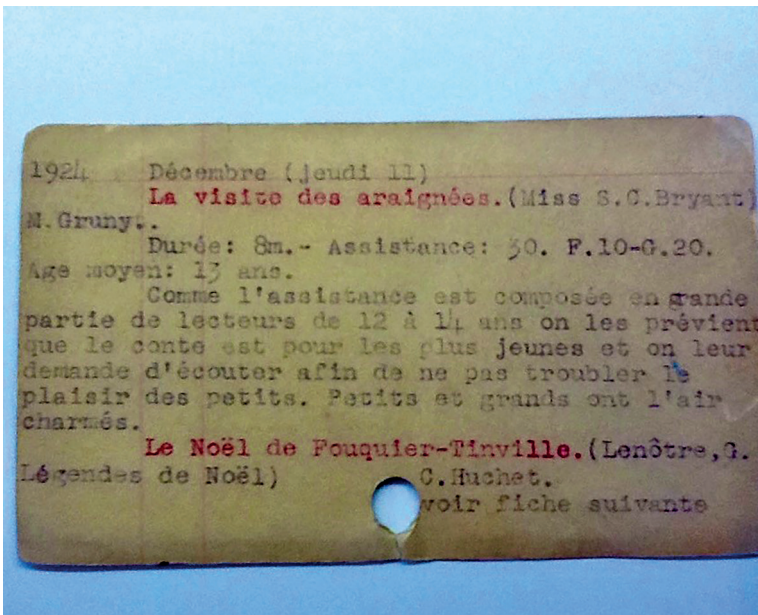 1924 Décembre (jeudi 11)
La visite des araignées.(Miss S.C.Bryant)
M.Gruny..
Durée: 8m.- Assistance: 30. F.10-G.20.
Age moyen: 13 ans.
Comme l'assistance est composée en grande
partie de lecteurs de 12 à 14 ans on les prévient
que le conte est pour les plus jeunes et on leur
demande d'écouter afin de ne pas troubler le
plaisir des petits. Petits et grands ont l'air
charmés.
Le Noël de Fouquier-Tinville.(Lenôtre,G.
Légendes de Noël) C.Huchet.
voir fiche suivante